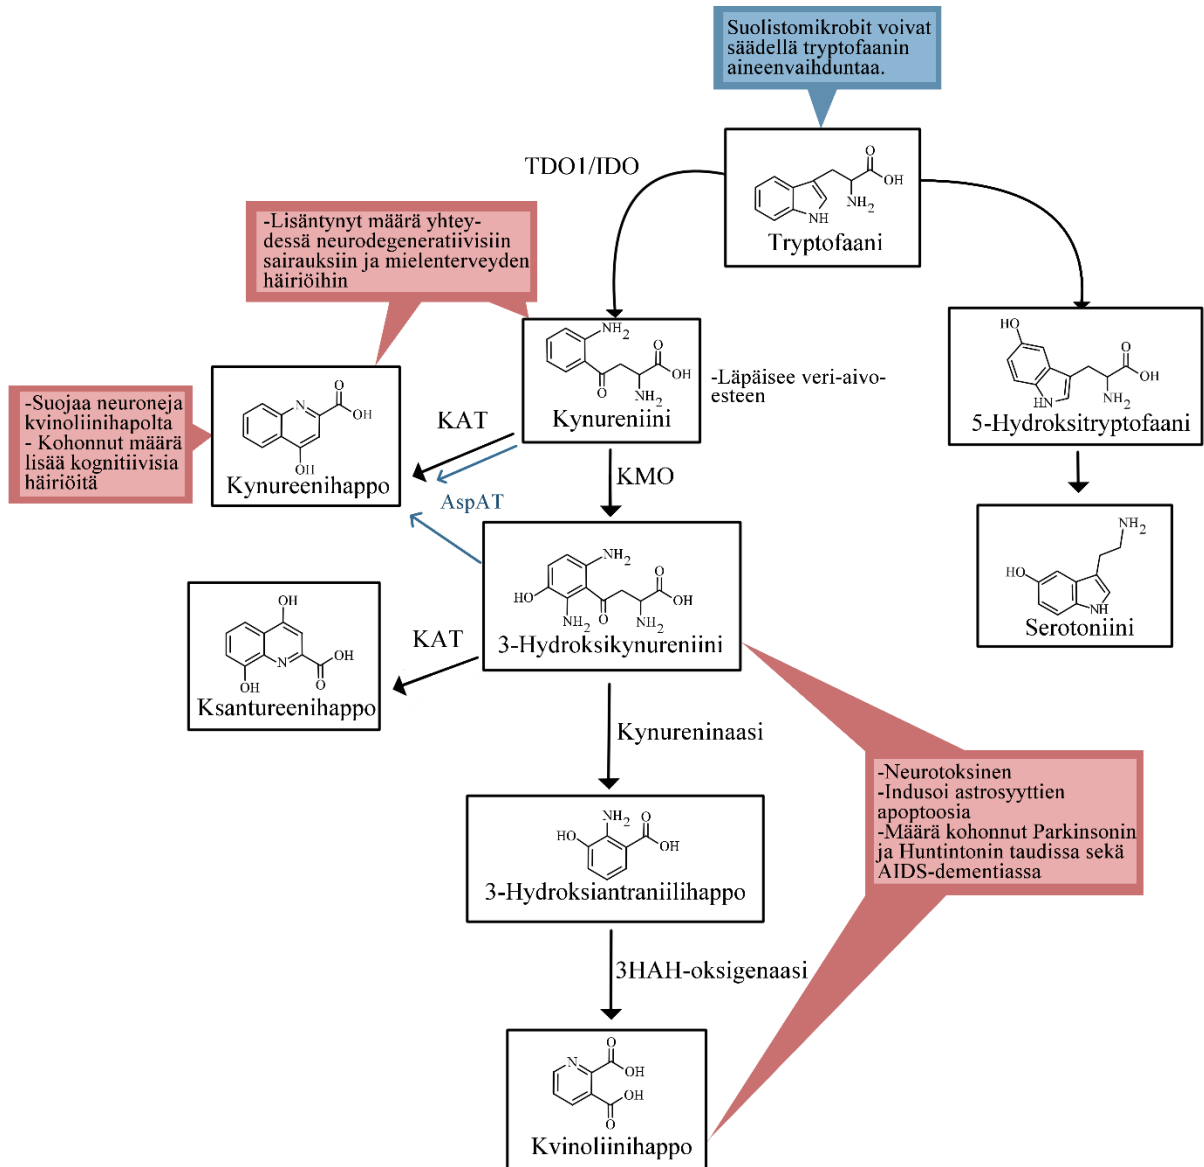 Suolistomikrobit voivat
säädellä tryptofaanin
aineenvaihduntaa.
TDO1/IDO
O
OH
NH2
NH
Tryptofaani
-Lisäntynyt määrä yhtey-
dessä neurodegeneratiivisiin
sairauksiin ja mielenterveyden
häiriöihin
NH2
O
OH
O
NH2
Kynureniini
-Läpäisee veri-aivo-
esteen
HO
O
OH
NH2
HN
5-Hydroksitryptofaani
-Suojaa neuroneja
kvinoliinihapolta
- Kohonnut määrä
lisää kognitiivisia
häiriöitä
O
N
OH
OH
Kynureenihappo
KAT
KMO
AspAT
NH2
HO
NH
Serotoniini
NH2
O
HO
OH
NH2
O
NH2
3-Hydroksikynureniini
OH
KAT
OH
N
OH
O
Ksantureenihappo
Kynureninaasi
-Neurotoksinen
-Indusoi astrosyyttien
apoptoosia
-Määrä kohonnut Parkinsonin
ja Huntintonin taudissa sekä
AIDS-dementiassa
NH2
O
HO
OH
3-Hydroksiantraniilihappo
3HAH-oksigenaasi
O
N
OH
OH
O
Kvinoliinihappo